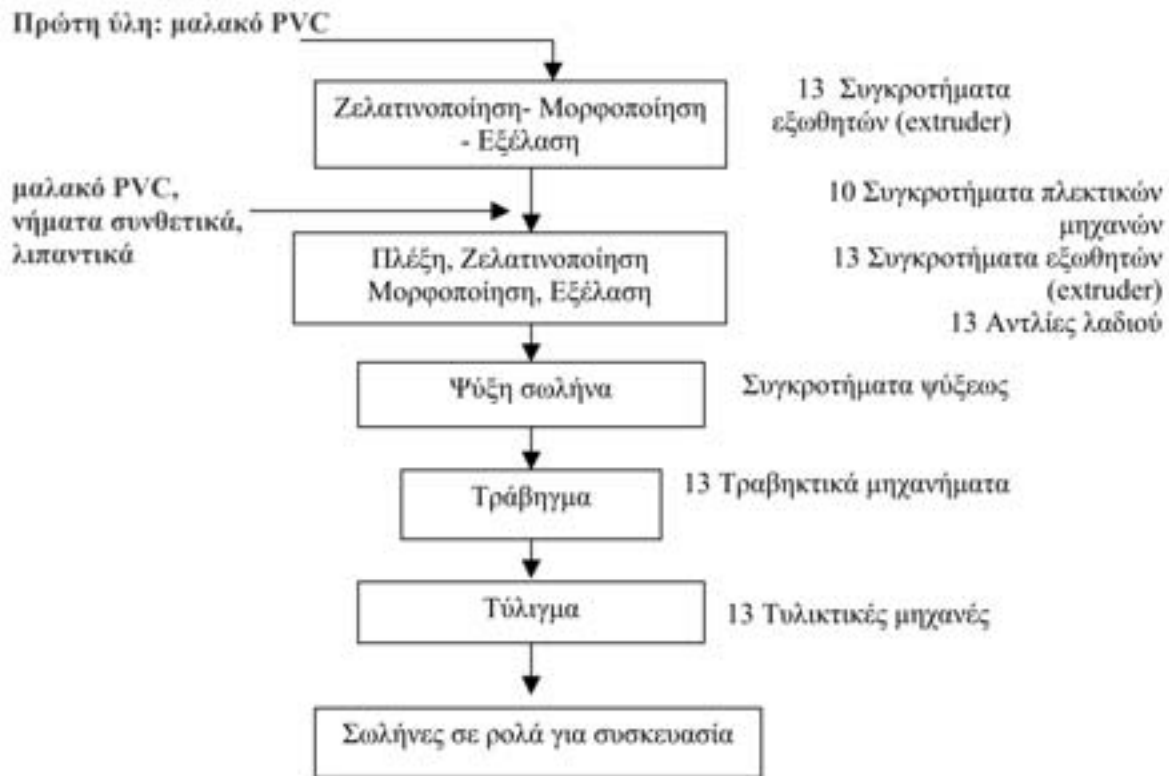 Πρώτη ύλη: μαλακό PVC
Ζελατινοποίηση- Μορφοποίηση
- Εξέλαση
13 Συγκροτήματα
εξωθητών (extruder)
μαλακό PVC,
νήματα συνθετικά,
λιπαντικά
Πλέξη, Ζελατινοποίηση
Μορφοποίηση, Εξέλαση
10 Συγκροτήματα πλεκτικών
μηχανών
13 Συγκροτήματα εξωθητών
(extruder)
13 Αντλίες λαδιού
Ψύξη σωλήνα
Συγκροτήματα ψύξεως
Τράβηγμα
13 Τραβηκτικά μηχανήματα
Τύλιγμα
13 Τυλικτικές μηχανές
Σωλήνες σε ρολά για συσκευασία